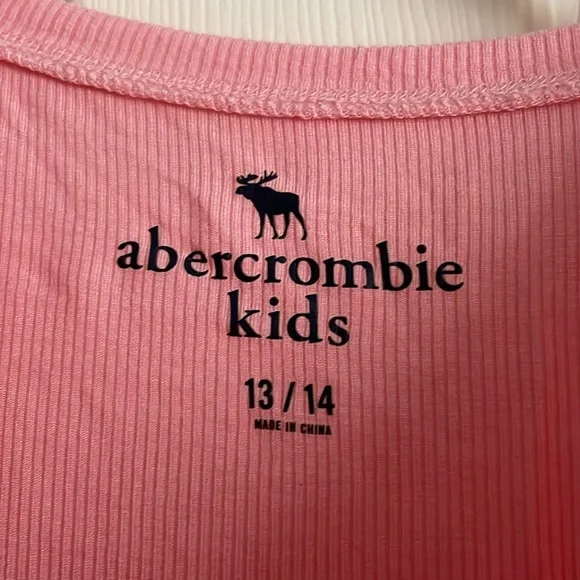 abercrombie
kids
13 / 14
MADE IN CHINA